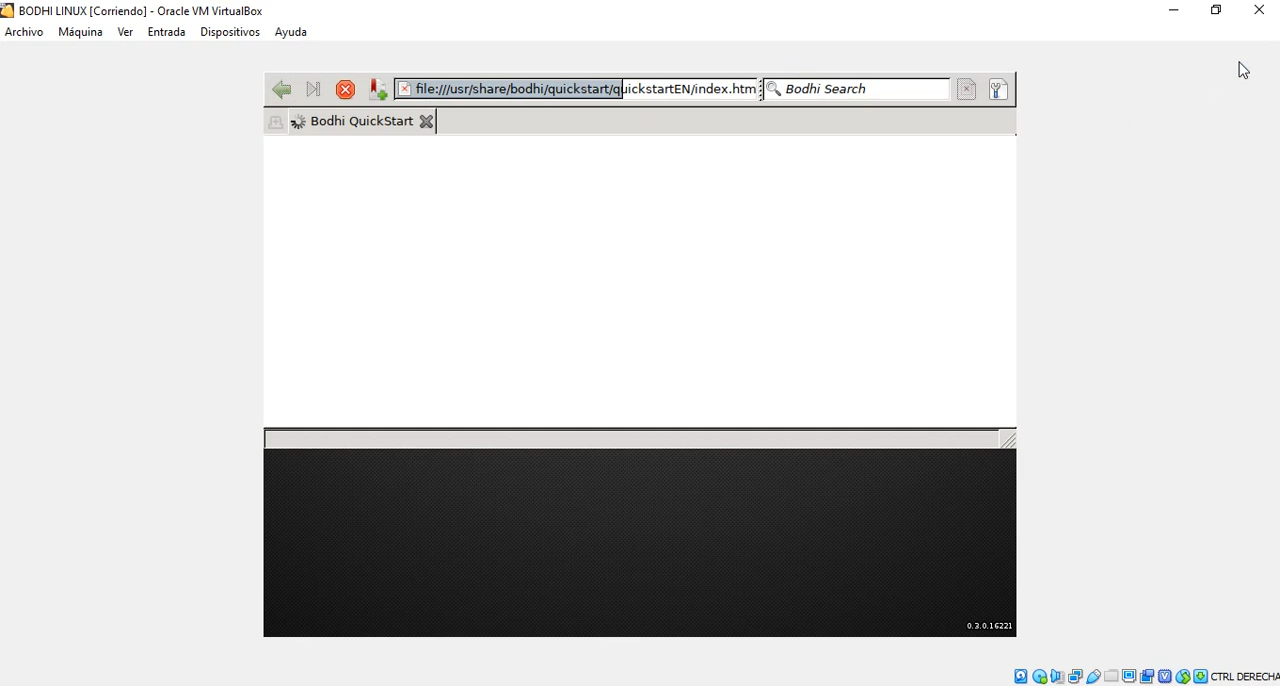 BODHI LINUX [Corriendo] - Oracle VM VirtualBox
Archivo Máquina Ver Entrada Dispositivos Ayuda
file:///usr/share/bodhi/quickstart/quickstartEN/index.htm Bodhi Search
Bodhi QuickStart
0.3.0.16221
CTRL DERECHA